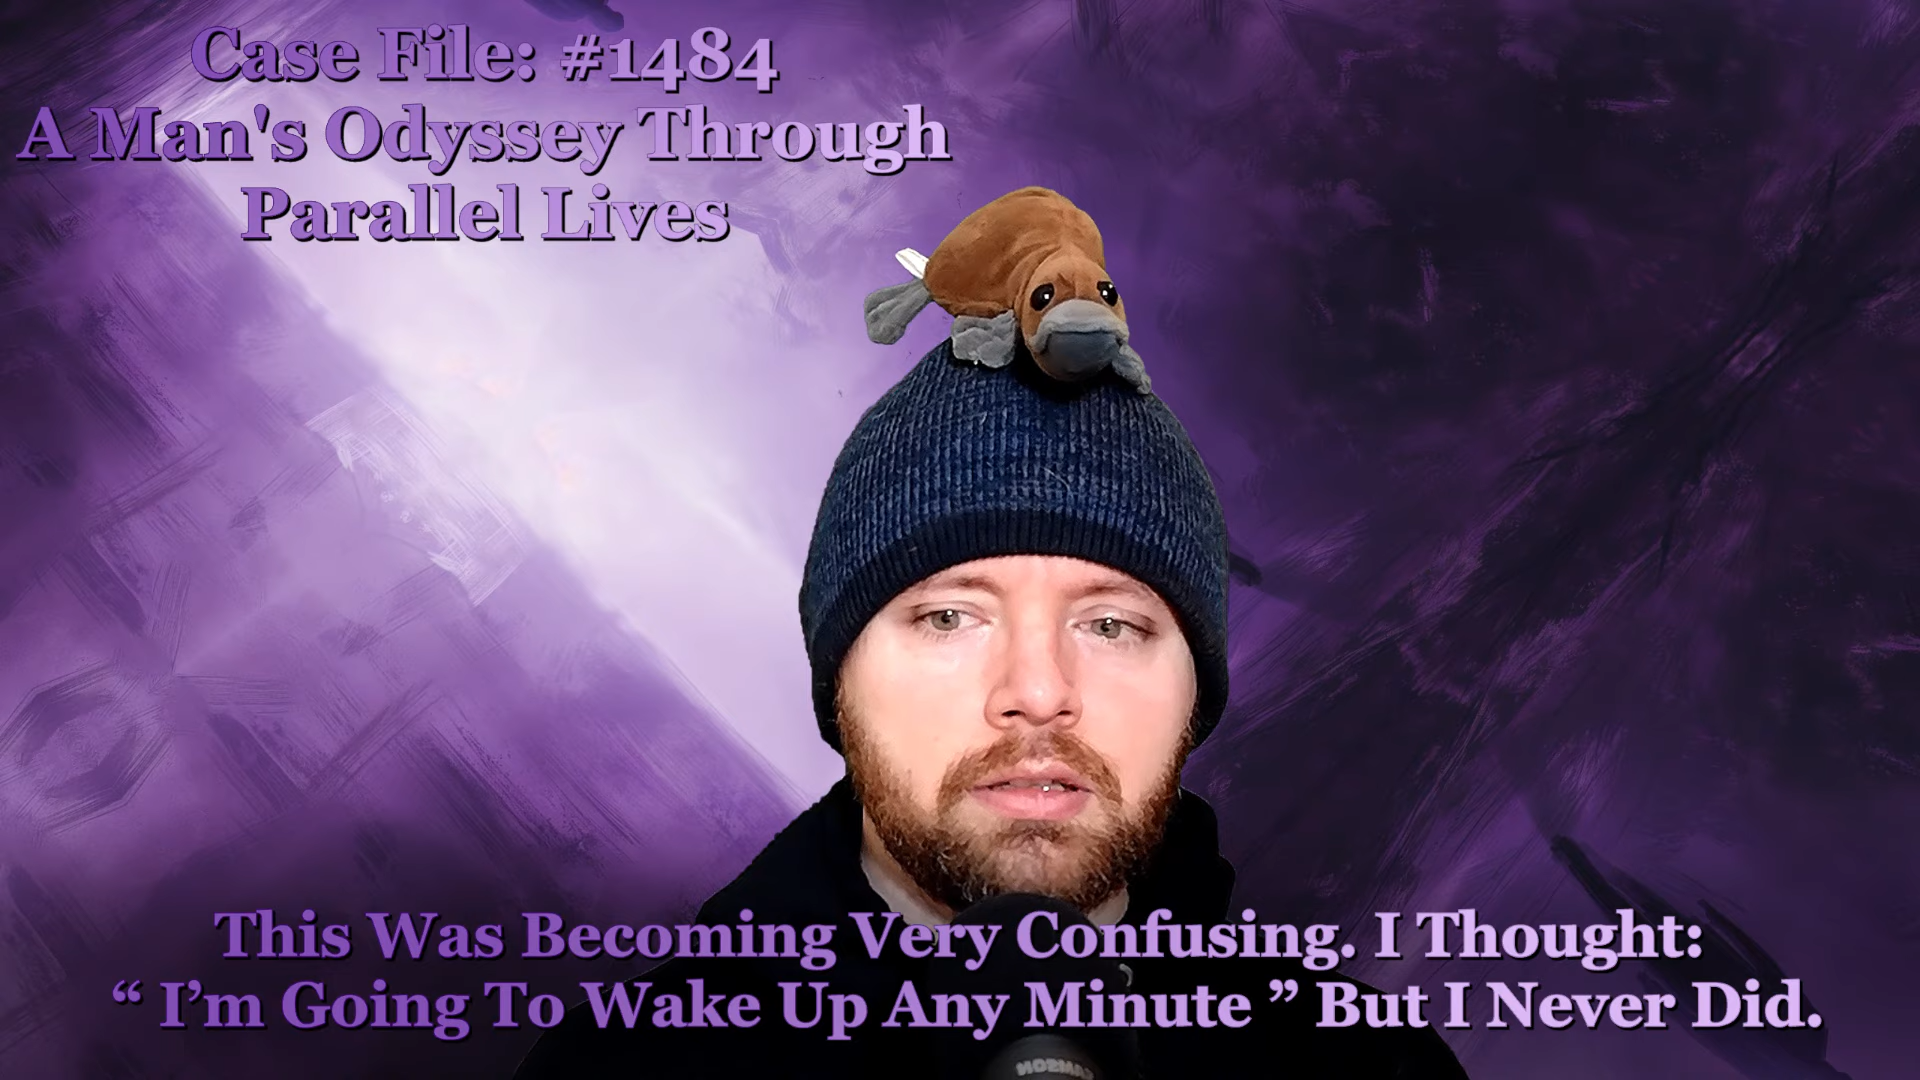 Case File: #1484
A Man's Odyssey Through
Parallel Lives
This Was Becoming Very Confusing. I Thought:
“ I’m Going To Wake Up Any Minute ” But I Never Did.